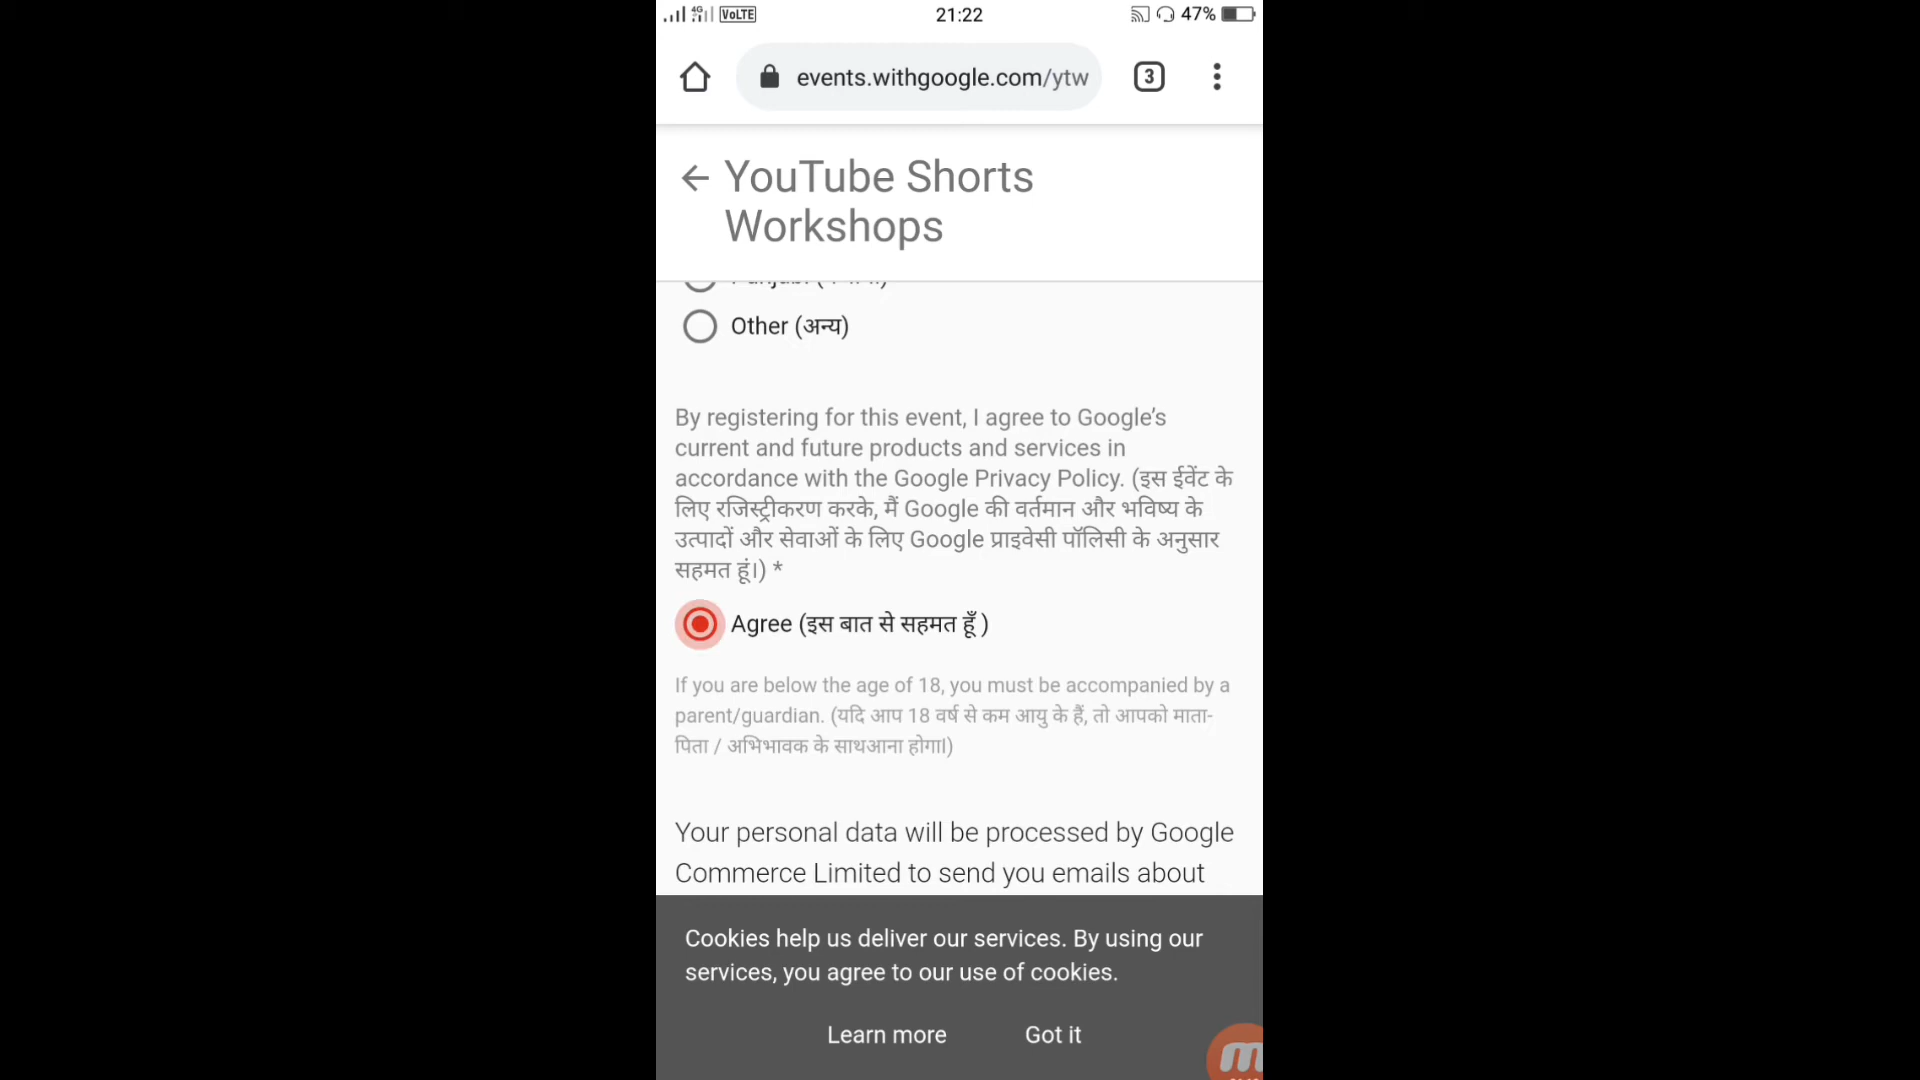 4G VoLTE 21:22 47%
events.withgoogle.com/ytw 3
YouTube Shorts
Workshops
Other (अन्य)
By registering for this event, I agree to Google’s
current and future products and services in
accordance with the Google Privacy Policy. (इस ईवेंट के
लिए रजिस्ट्रीकरण करके, मैं Google की वर्तमान और भविष्य के
उत्पादों और सेवाओं के लिए Google प्राइवेसी पॉलिसी के अनुसार
सहमत हूं।) *
Agree (इस बात से सहमत हूँ )
If you are below the age of 18, you must be accompanied by a
parent/guardian. (यदि आप 18 वर्ष से कम आयु के हैं, तो आपको माता-
पिता / अभिभावक के साथआना होगा।)
Your personal data will be processed by Google
Commerce Limited to send you emails about
Cookies help us deliver our services. By using our
services, you agree to our use of cookies.
Learn more Got it